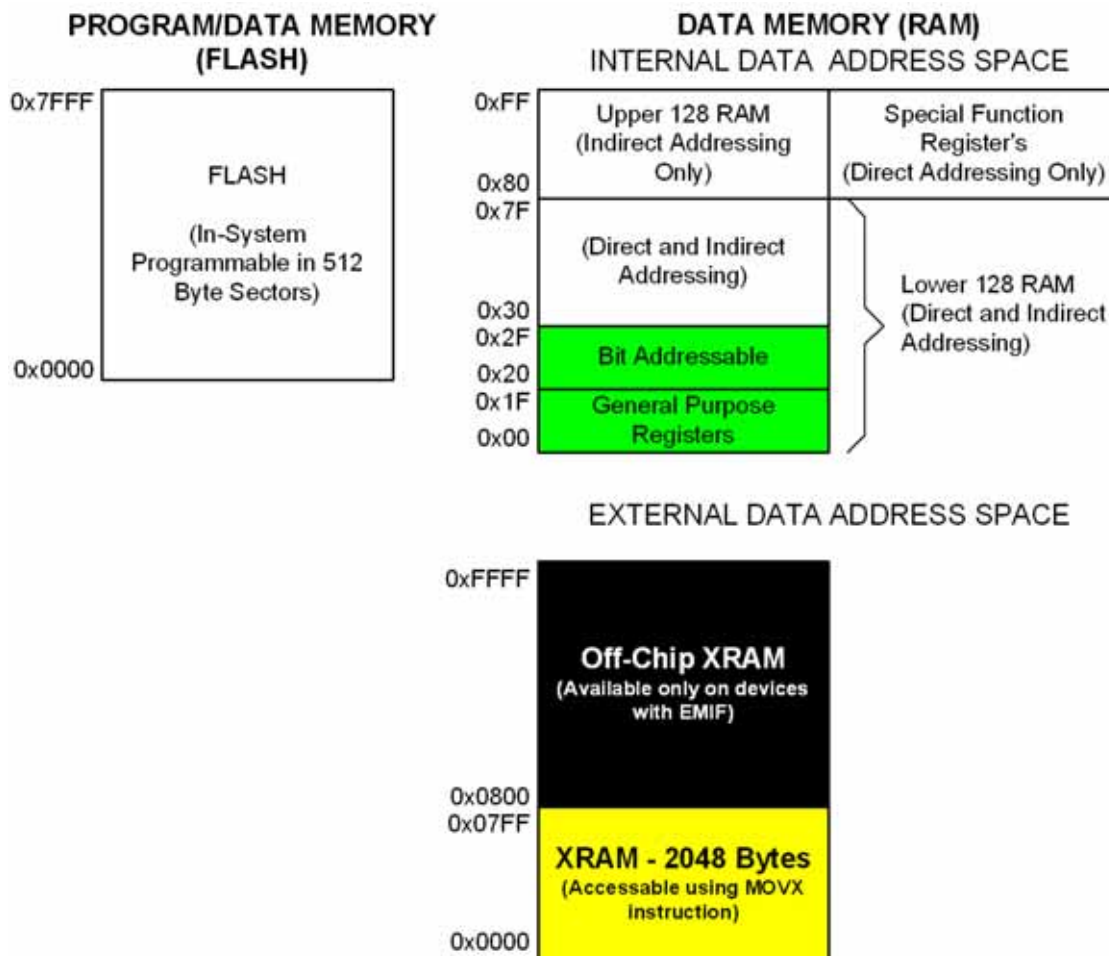 PROGRAM/DATA MEMORY
(FLASH)
0x7FFF
FLASH
(In-System
Programmable in 512
Byte Sectors)
0x0000
DATA MEMORY (RAM)
INTERNAL DATA ADDRESS SPACE
0xFF
Upper 128 RAM
(Indirect Addressing
Only)
0x80
Special Function
Register's
(Direct Addressing Only)
0x7F
(Direct and Indirect
Addressing)
0x30
0x2F
Bit Addressable
0x20
0x1F
General Purpose
Registers
0x00
Lower 128 RAM
(Direct and Indirect
Addressing)
EXTERNAL DATA ADDRESS SPACE
0xFFFF
Off-Chip XRAM
(Available only on devices
with EMIF)
0x0800
0x07FF
XRAM - 2048 Bytes
(Accessable using MOVX
instruction)
0x0000